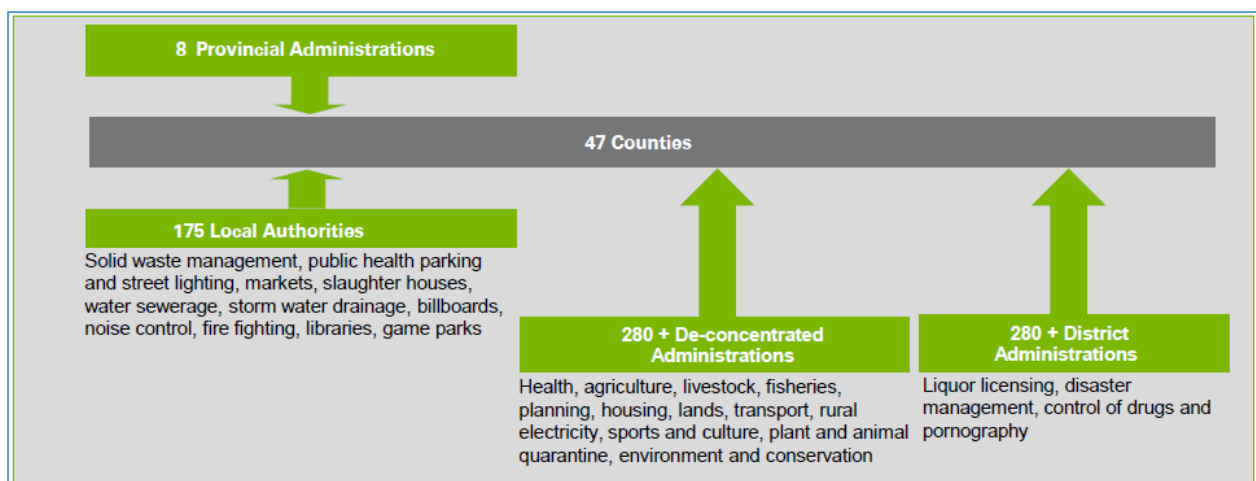 8 Provincial Administrations
47 Counties
175 Local Authorities
Solid waste management, public health parking
and street lighting, markets, slaughter houses,
water sewerage, storm water drainage, billboards,
noise control, fire fighting, libraries, game parks
280 + De-concentrated
Administrations
Health, agriculture, livestock, fisheries,
planning, housing, lands, transport, rural
electricity, sports and culture, plant and animal
quarantine, environment and conservation
280 + District
Administrations
Liquor licensing, disaster
management, control of drugs and
pornography